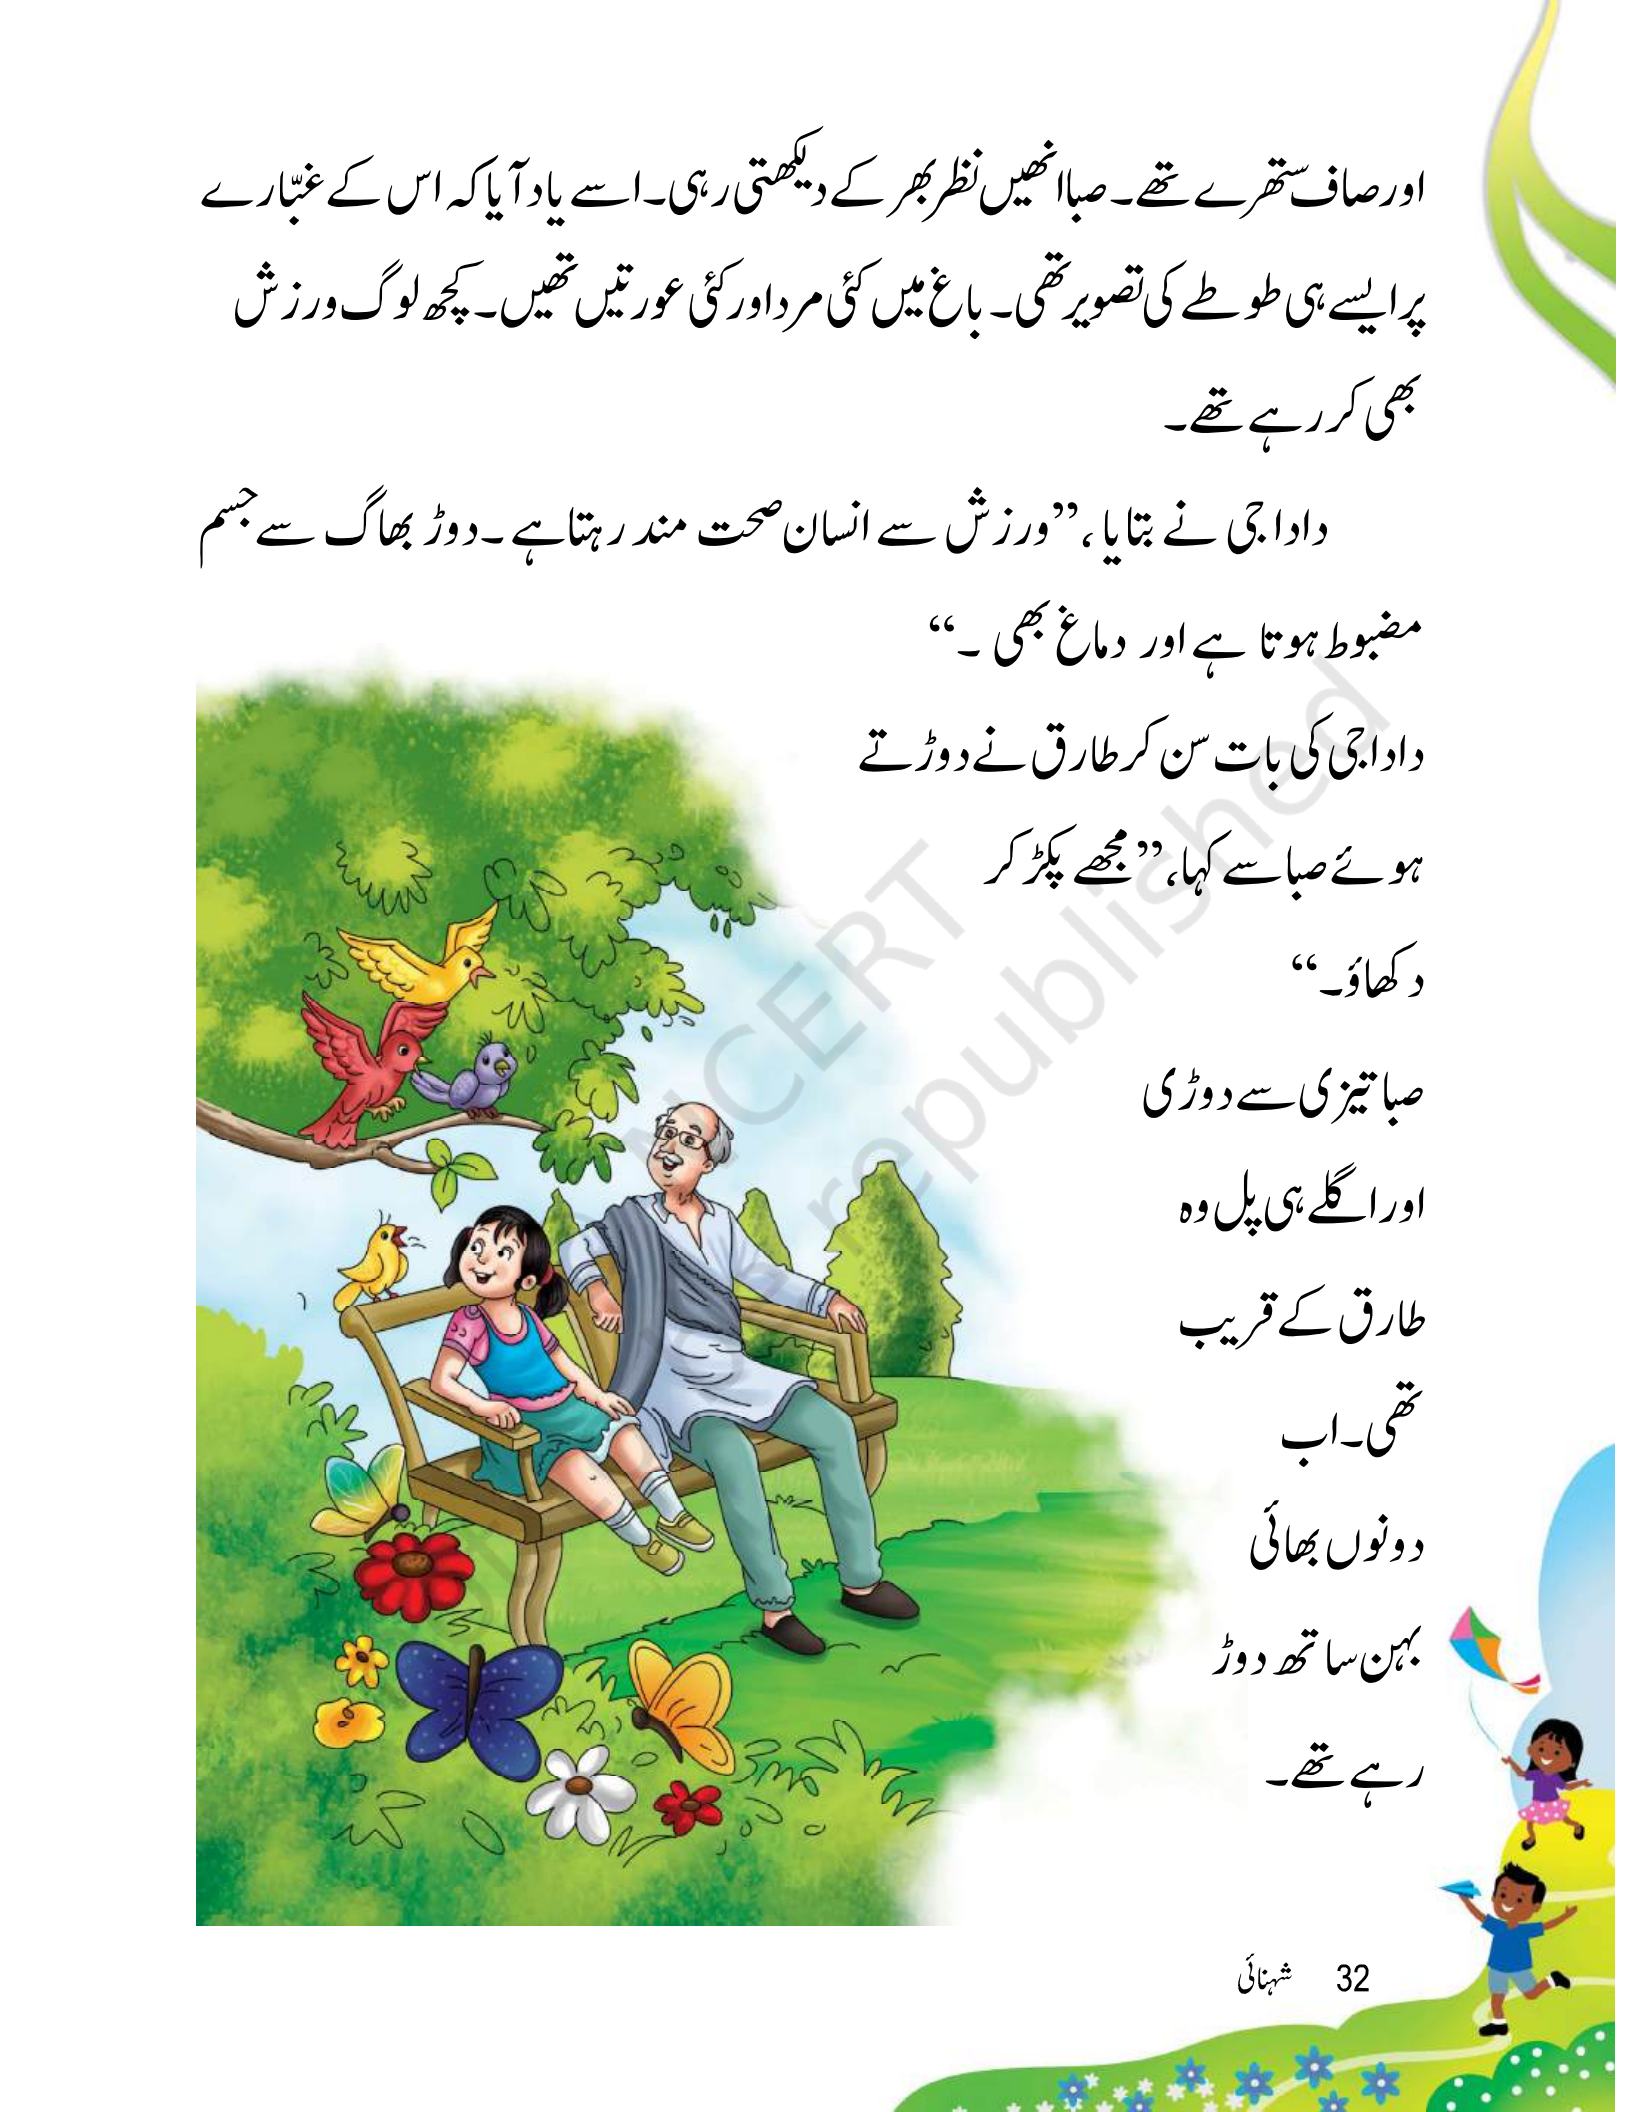 اور صاف ستھرے تھے۔ صبا انھیں نظر بھر کے دیکھتی رہی۔ اسے یاد آیا کہ اس کے غبّارے
پر ایسے ہی طوطے کی تصویر تھی۔ باغ میں کئی مرد اور کئی عورتیں تھیں۔ کچھ لوگ ورزش
بھی کر رہے تھے۔
دادا جی نے بتایا، ”ورزش سے انسان صحت مند رہتا ہے۔ دوڑ بھاگ سے جسم
مضبوط ہوتا ہے اور دماغ بھی ۔“
دادا جی کی بات سن کر طارق نے دوڑتے
ہوئے صبا سے کہا، ”مجھے پکڑ کر
دکھاؤ۔“
صبا تیزی سے دوڑی
اور اگلے ہی پل وہ
طارق کے قریب
تھی۔ اب
دونوں بھائی
بہن ساتھ دوڑ
رہے تھے۔
32 شہنائی
NCERT
republished